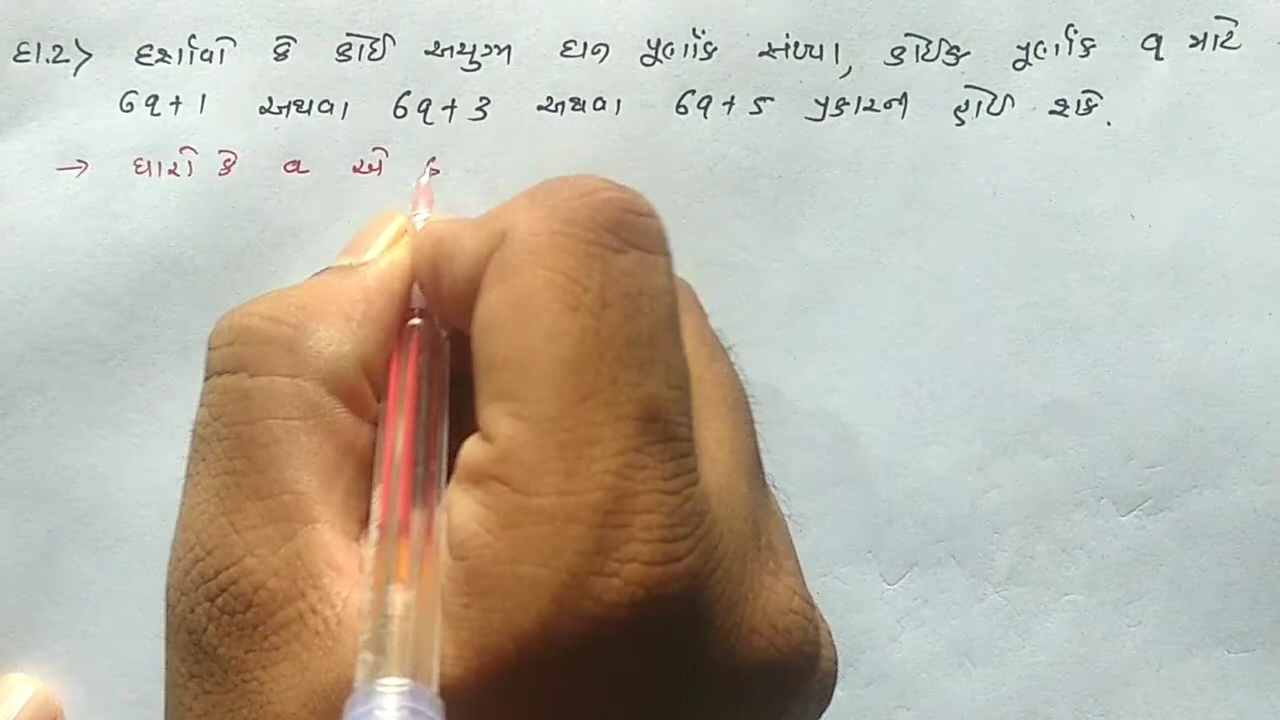 દા.2> દર્શાવો કે કોઈ અયુગ્મ ધન પૂર્ણાંક સંખ્યા, કોઈક પૂર્ણાંક q માટે
6q+1 અથવા 6q+3 અથવા 6q+5 પ્રકારની હોઈ શકે.
→ ધારો કે a એ